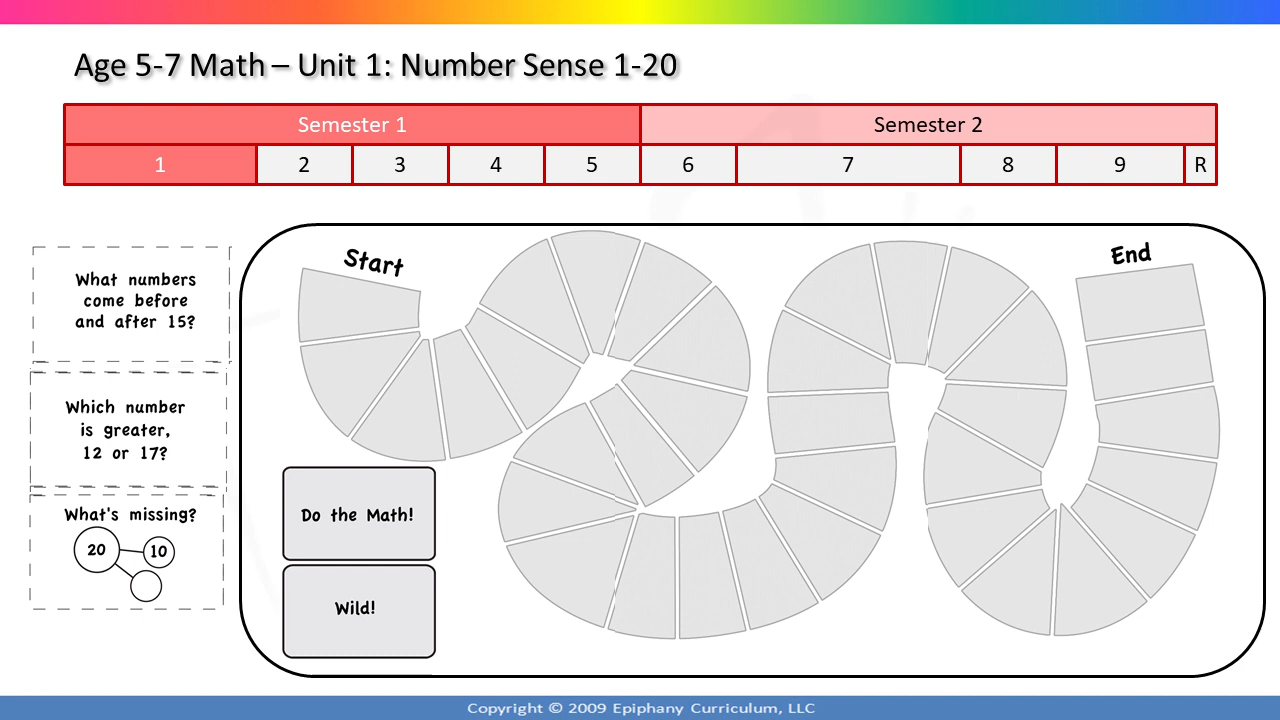 Age 5-7 Math – Unit 1: Number Sense 1-20
Semester 1 Semester 2
1 2 3 4 5 6 7 8 9 R
What numbers
come before
and after 15?
Which number
is greater,
12 or 17?
What's missing?
20 10
Start
End
Do the Math!
Wild!
Copyright © 2009 Epiphany Curriculum, LLC